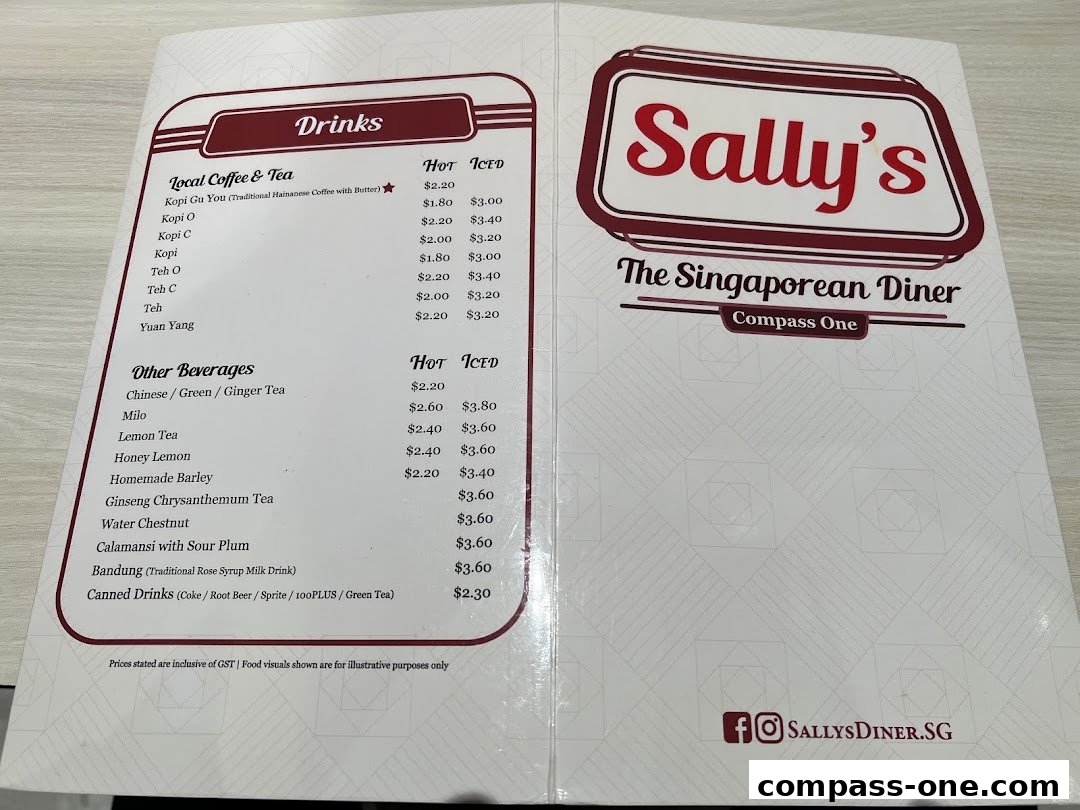 Drinks
Local Coffee & Tea HOT ICED
Kopi Gu You (Traditional Hainanese Coffee with Butter) $2.20
Kopi O $1.80 $3.00
Kopi C $2.20 $3.40
Kopi $2.00 $3.20
Teh O $1.80 $3.00
Teh C $2.20 $3.40
Teh $2.00 $3.20
Yuan Yang $2.20 $3.20
Other Beverages HOT ICED
Chinese / Green / Ginger Tea $2.20
Milo $2.60 $3.80
Lemon Tea $2.40 $3.60
Honey Lemon $2.40 $3.60
Homemade Barley $2.20 $3.40
Ginseng Chrysanthemum Tea $3.60
Water Chestnut $3.60
Calamansi with Sour Plum $3.60
Bandung (Traditional Rose Syrup Milk Drink) $3.60
Canned Drinks (Coke / Root Beer / Sprite / 100PLUS / Green Tea) $2.30
Prices stated are inclusive of GST | Food visuals shown are for illustrative purposes only
Sally's
The Singaporean Diner
Compass One
SALLYSDINER.SG
compass-one.com